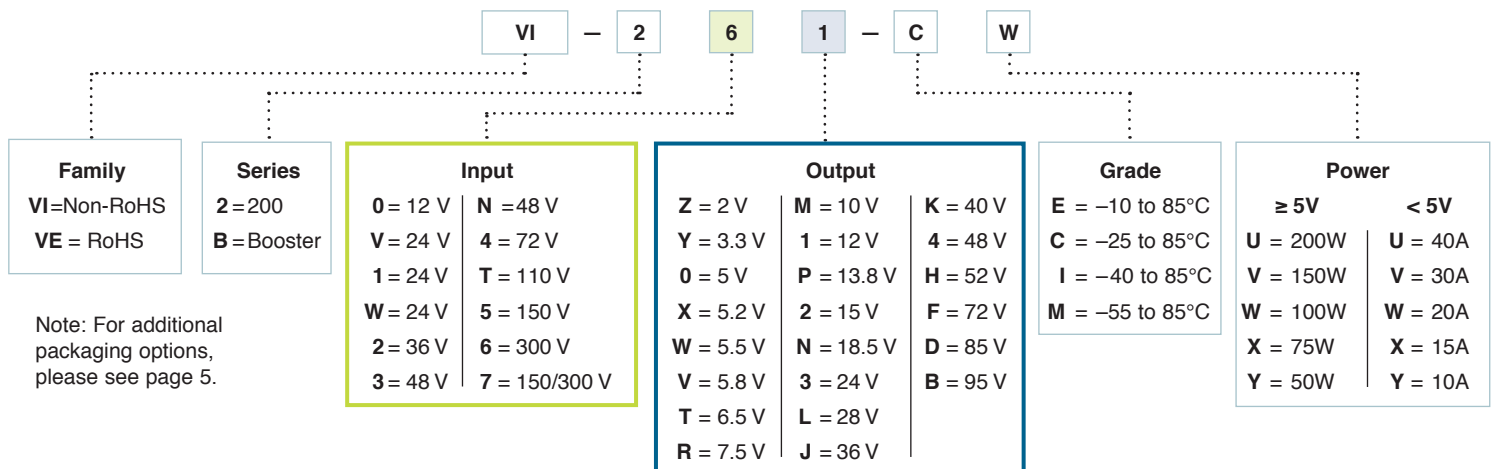 VI – 2 6 1 – C W
Family
VI=Non-RoHS
VE = RoHS
Series
2=200
B=Booster
Input
0= 12 V
V= 24 V
1= 24 V
W= 24 V
2= 36 V
3= 48 V
N =48 V
4 = 72 V
T = 110 V
5 = 150 V
6 = 300 V
7 = 150/300 V
Output
Z = 2 V
Y = 3.3 V
0 = 5 V
X = 5.2 V
W = 5.5 V
V = 5.8 V
T = 6.5 V
R = 7.5 V
M = 10 V
1 = 12 V
P = 13.8 V
2 = 15 V
N = 18.5 V
3 = 24 V
L = 28 V
J = 36 V
K = 40 V
4 = 48 V
H = 52 V
F = 72 V
D = 85 V
B = 95 V
Grade
E = –10 to 85°C
C = –25 to 85°C
I = –40 to 85°C
M = –55 to 85°C
Power
≥ 5V
U = 200W
V = 150W
W = 100W
X = 75W
Y = 50W
< 5V
U = 40A
V = 30A
W = 20A
X = 15A
Y = 10A
Note: For additional
packaging options,
please see page 5.